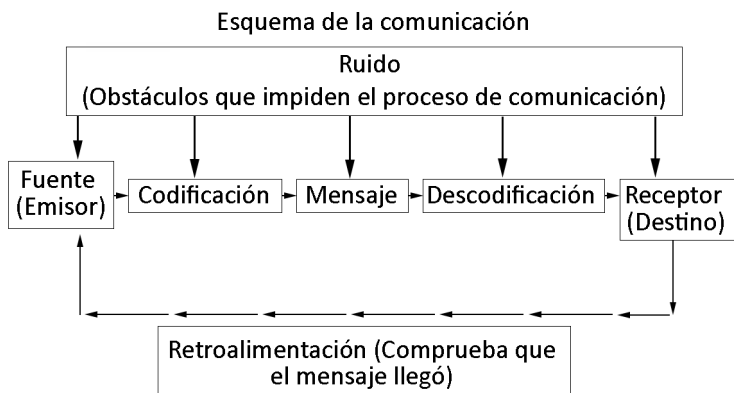 Esquema de la comunicación
Ruido
(Obstáculos que impiden el proceso de comunicación)
Fuente
(Emisor)
Codificación
Mensaje
Descodificación
Receptor
(Destino)
Retroalimentación (Comprueba que
el mensaje llegó)